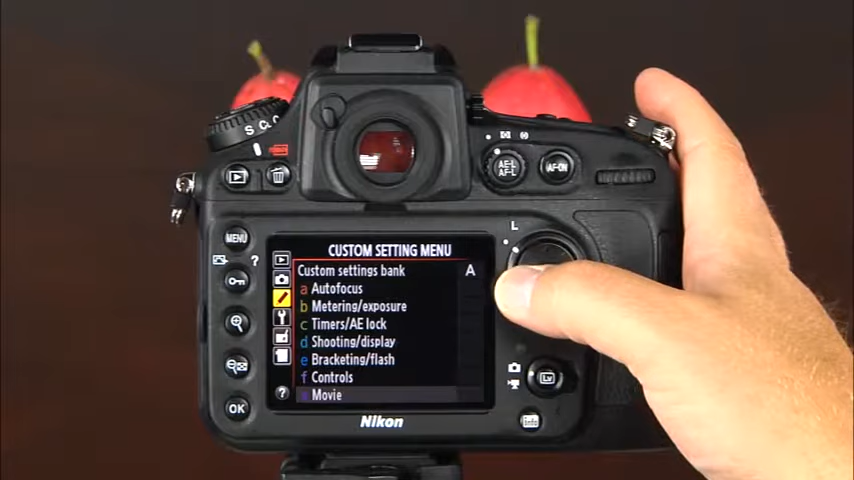 S CL C
AE-L
AF-L
AF-ON
MENU
?
L
CUSTOM SETTING MENU
Custom settings bank A
a Autofocus
b Metering/exposure
c Timers/AE lock
d Shooting/display
e Bracketing/flash
f Controls
Movie
?
Lv
OK
Nikon
info